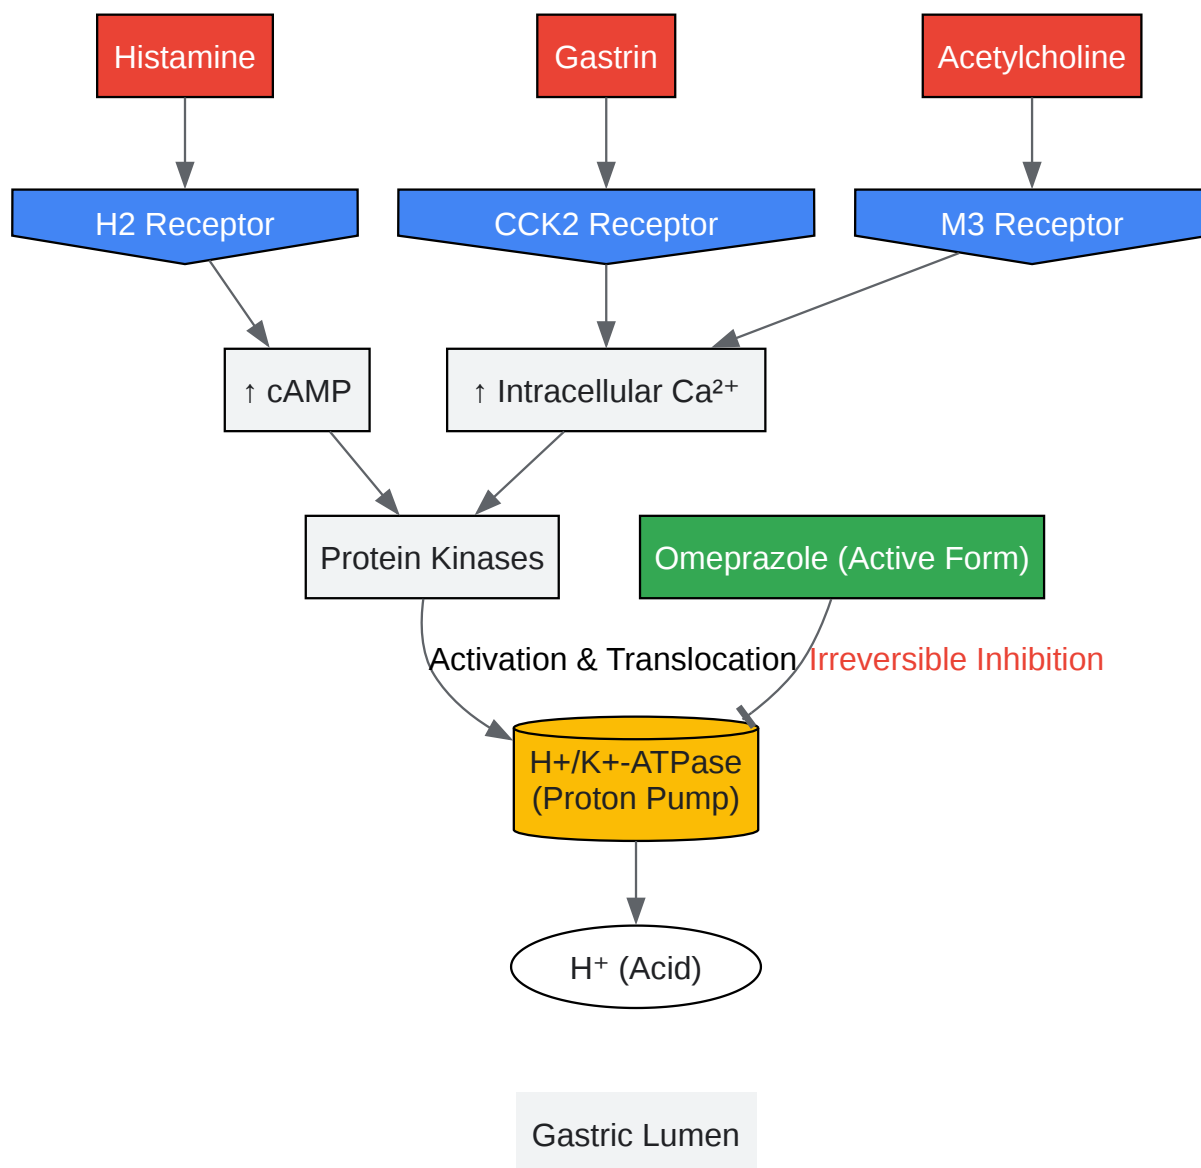 Histamine
Gastrin
Acetylcholine
H2 Receptor
CCK2 Receptor
M3 Receptor
↑ cAMP
↑ Intracellular Ca²⁺
Protein Kinases
Omeprazole (Active Form)
Activation & Translocation
Irreversible Inhibition
H+/K+-ATPase
(Proton Pump)
H⁺ (Acid)
Gastric Lumen